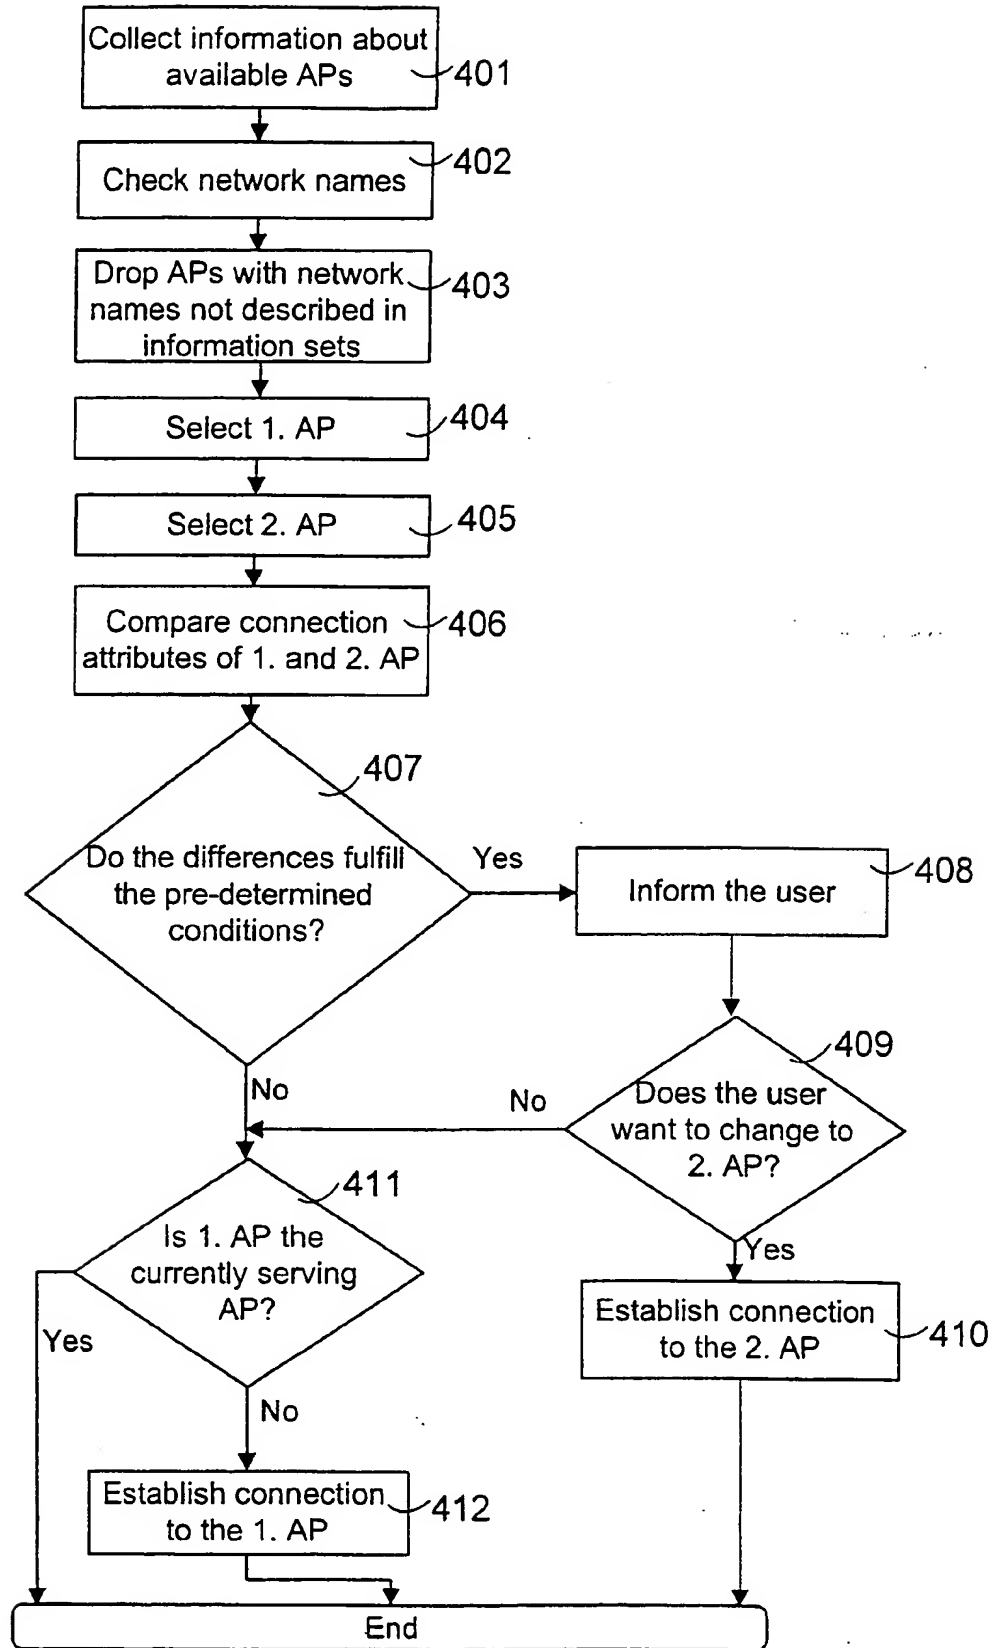 Collect information about
available APs
401
402
Check network names
Drop APs with network
names not described in
information sets
403
Select 1. AP
404
Select 2. AP
405
Compare connection
attributes of 1. and 2. AP
406
407
Do the differences fulfill
the pre-determined
conditions?
Yes
Inform the user
408
No
409
Does the user
want to change to
2. AP?
No
Yes
411
Is 1. AP the
currently serving
AP?
Establish connection
to the 2. AP
410
Yes
No
Establish connection
to the 1. AP
412
End